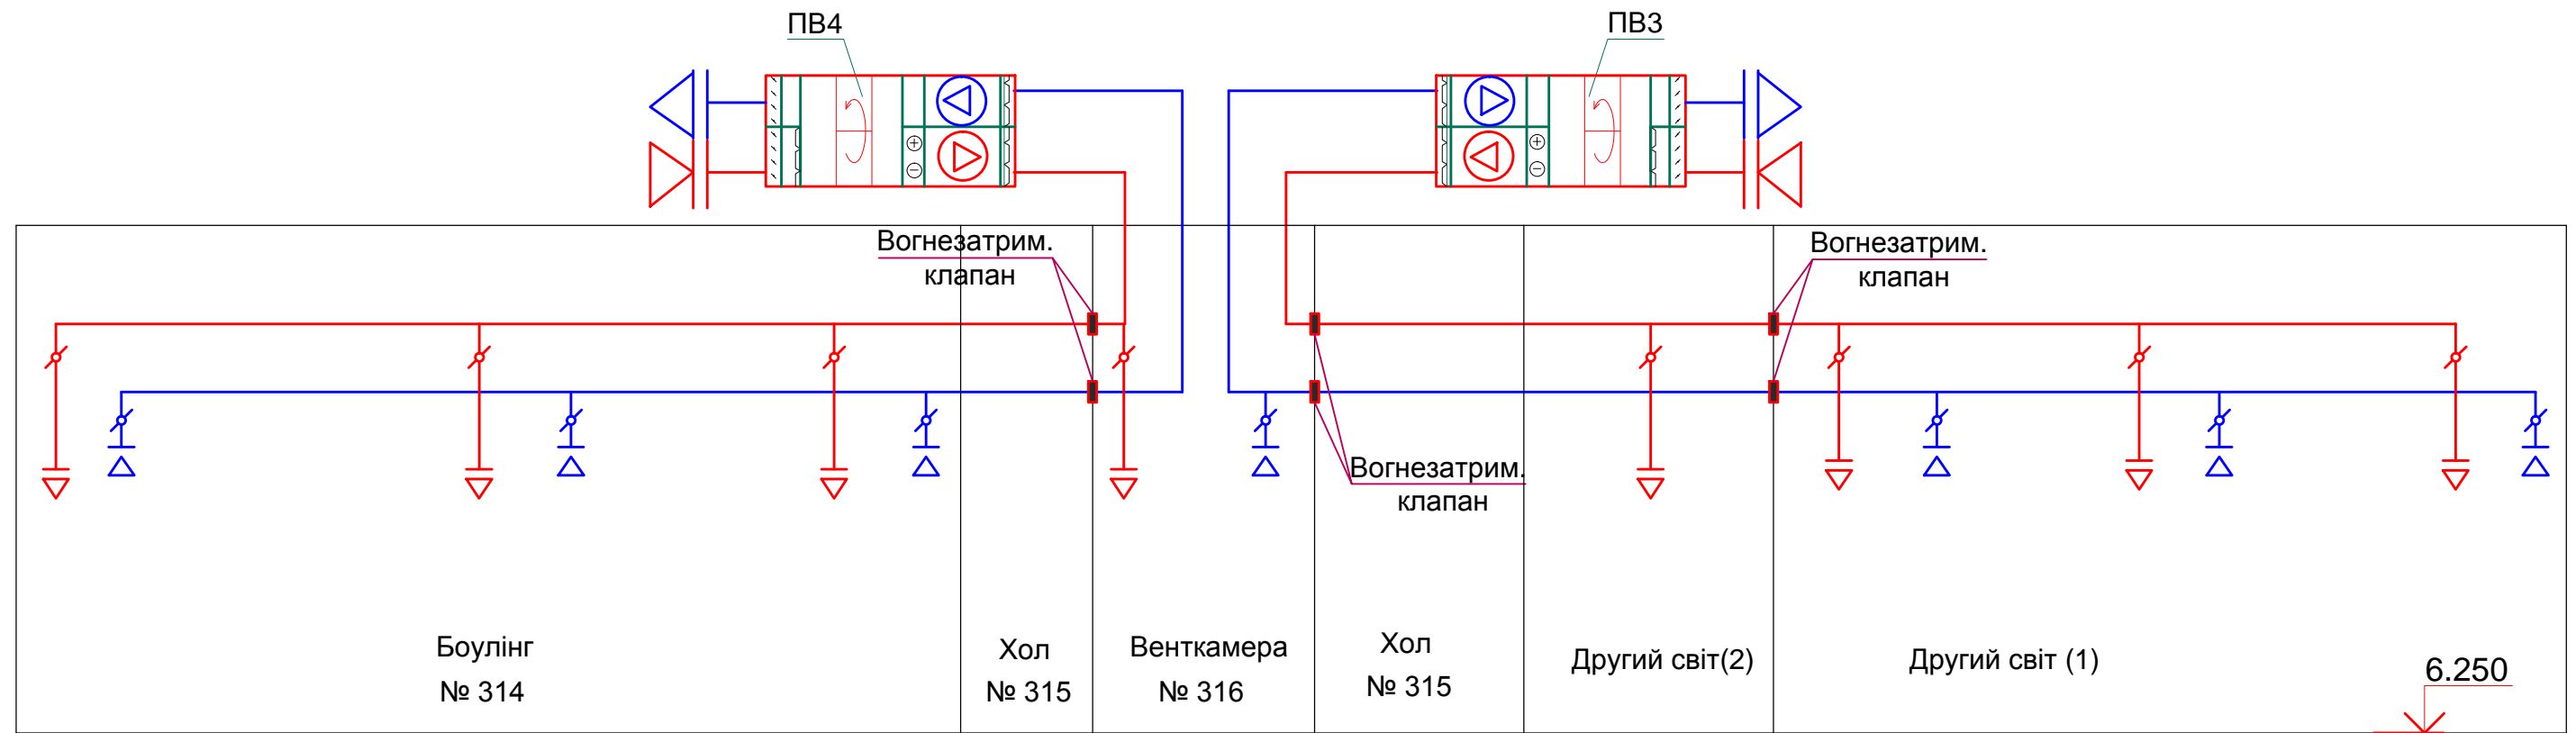 ПВ4
ПВ3
Вогнезатрим.
клапан
Вогнезатрим.
клапан
Вогнезатрим.
клапан
Боулінг
№ 314
Хол
№ 315
Венткамера
№ 316
Хол
№ 315
Другий світ(2)
Другий світ (1)
6.250